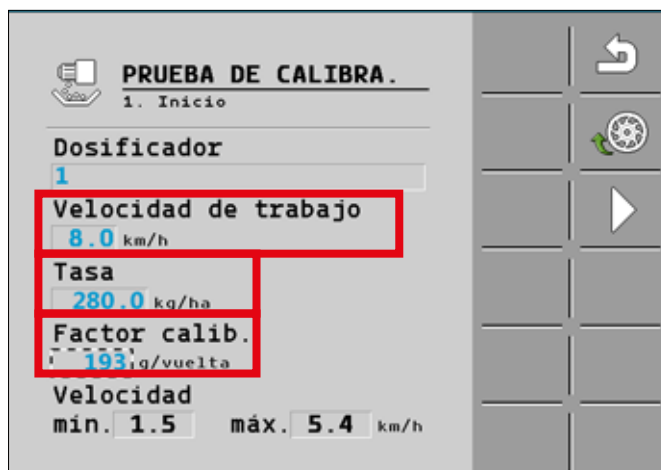 PRUEBA DE CALIBRA.
1. Inicio
Dosificador
1
Velocidad de trabajo
8.0 km/h
Tasa
280.0 kg/ha
Factor calib.
193 g/vuelta
Velocidad
mín. 1.5 máx. 5.4 km/h